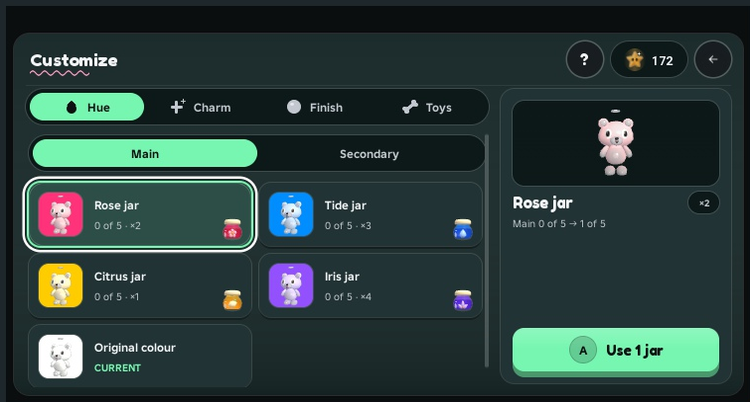 Customize
?
172
←
Hue
Charm
Finish
Toys
Main
Secondary
Rose jar
0 of 5 · ×2
Tide jar
0 of 5 · ×3
Citrus jar
0 of 5 · ×1
Iris jar
0 of 5 · ×4
Original colour
CURRENT
Rose jar
×2
Main 0 of 5 → 1 of 5
A Use 1 jar